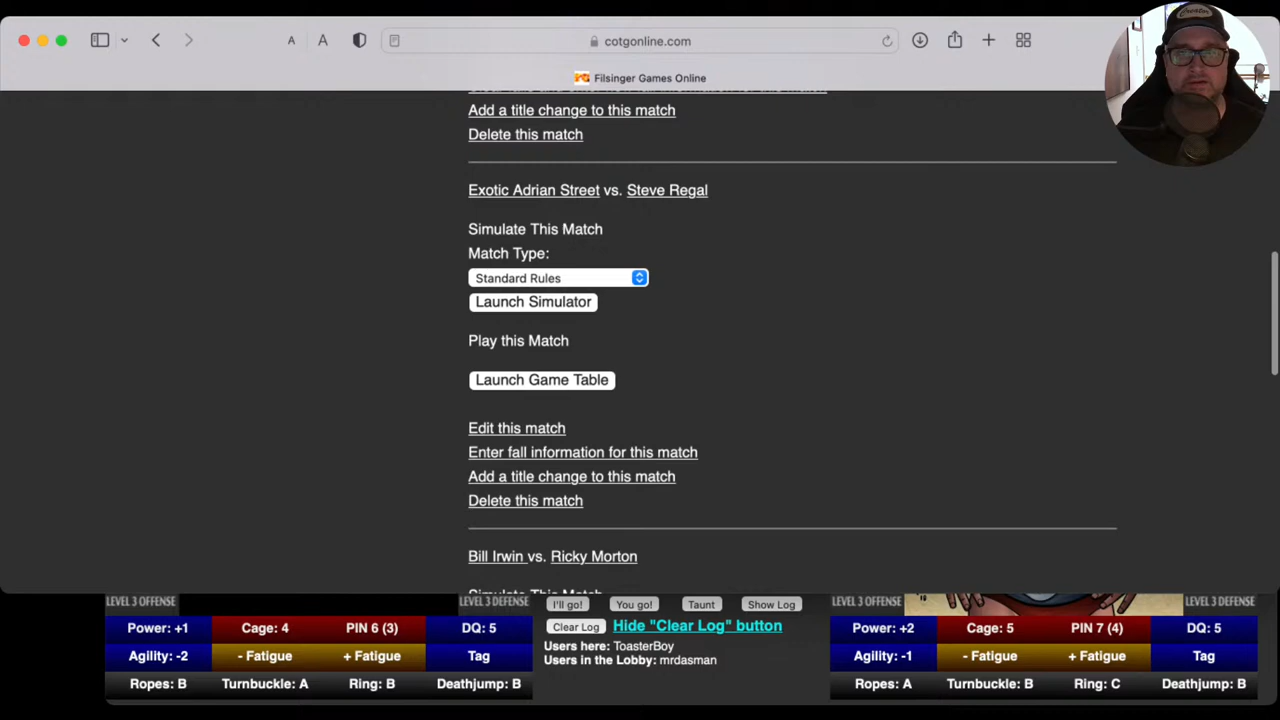 A A cotgonline.com
Filsinger Games Online
Add a title change to this match
Delete this match
Exotic Adrian Street vs. Steve Regal
Simulate This Match
Match Type:
Standard Rules
Launch Simulator
Play this Match
Launch Game Table
Edit this match
Enter fall information for this match
Add a title change to this match
Delete this match
Bill Irwin vs. Ricky Morton
Simulate This Match
LEVEL 3 OFFENSE LEVEL 3 DEFENSE I'll go! You go! Taunt Show Log LEVEL 3 OFFENSE LEVEL 3 DEFENSE
Power: +1 Cage: 4 PIN 6 (3) DQ: 5 Clear Log Hide "Clear Log" button Power: +2 Cage: 5 PIN 7 (4) DQ: 5
Users here: ToasterBoy
Agility: -2 - Fatigue + Fatigue Tag Users in the Lobby: mrdasman Agility: -1 - Fatigue + Fatigue Tag
Ropes: B Turnbuckle: A Ring: B Deathjump: B Ropes: A Turnbuckle: B Ring: C Deathjump: B